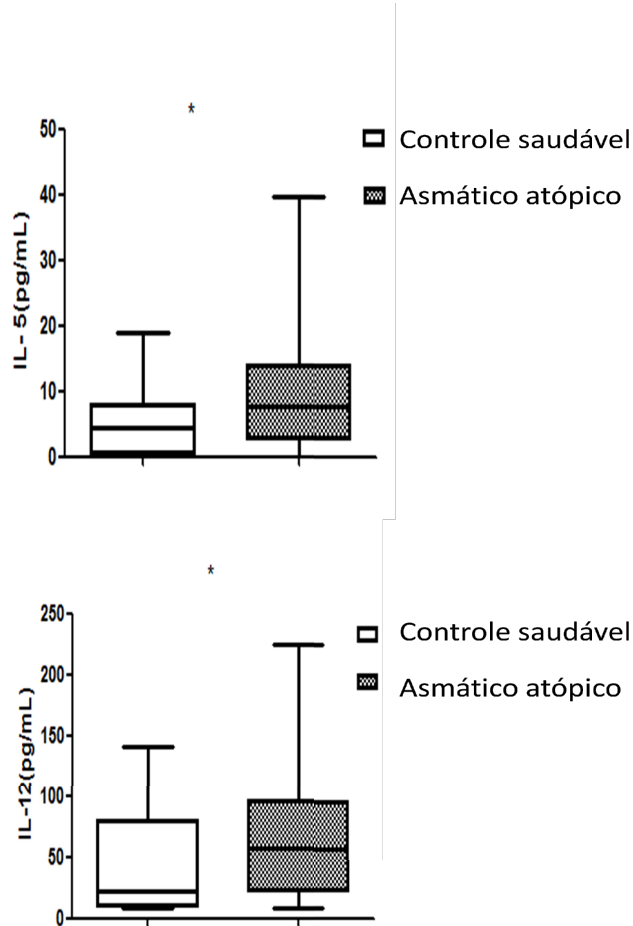 *
50
40
30
20
10
0
IL- 5(pg/mL)
Controle saudável
Asmático atópico
*
250
200
150
100
50
0
IL-12(pg/mL)
Controle saudável
Asmático atópico